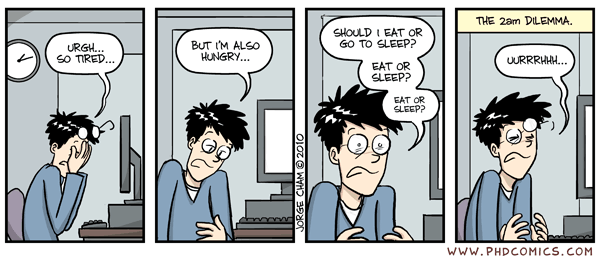 URGH...
SO TIRED...
BUT I'M ALSO
HUNGRY...
JORGE CHAM © 2010
SHOULD I EAT OR
GO TO SLEEP?
EAT OR
SLEEP?
EAT OR
SLEEP?
THE 2am DILEMMA.
UURRRHHH...
WWW.PHDCOMICS.COM